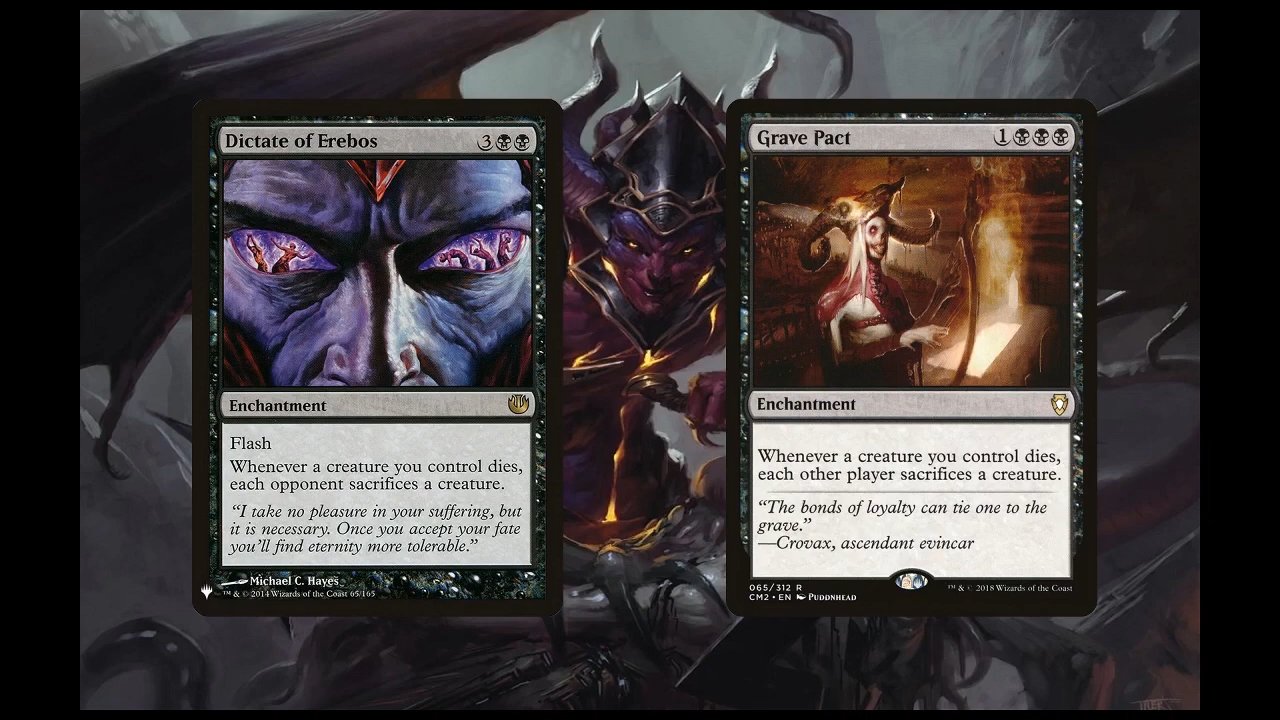 Dictate of Erebos 3
Enchantment
Flash
Whenever a creature you control dies,
each opponent sacrifices a creature.
“I take no pleasure in your suffering, but
it is necessary. Once you accept your fate
you’ll find eternity more tolerable.”
Michael C. Hayes
™ & © 2014 Wizards of the Coast 65/165
Grave Pact 1
Enchantment
Whenever a creature you control dies,
each other player sacrifices a creature.
“The bonds of loyalty can tie one to the
grave.”
—Crovax, ascendant evincar
065/312 R
CM2 • EN PUDDNHEAD
™ & © 2018 Wizards of the Coast